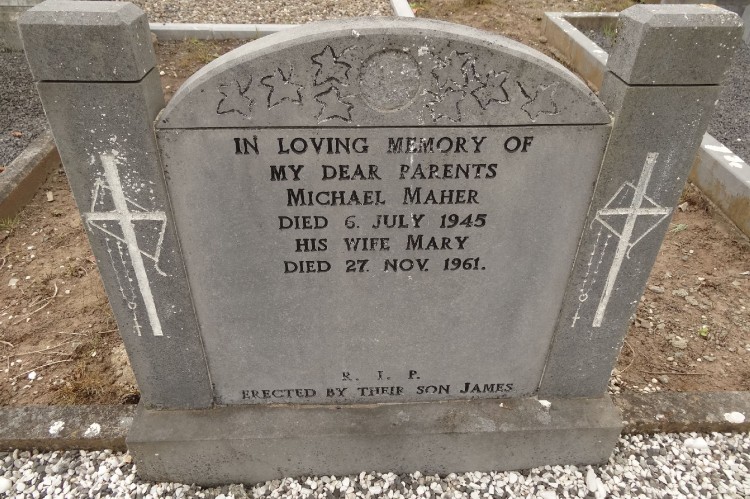 IN LOVING MEMORY OF
MY DEAR PARENTS
MICHAEL MAHER
DIED 6. JULY 1945
HIS WIFE MARY
DIED 27. NOV. 1961.
R. I. P.
ERECTED BY THEIR SON JAMES